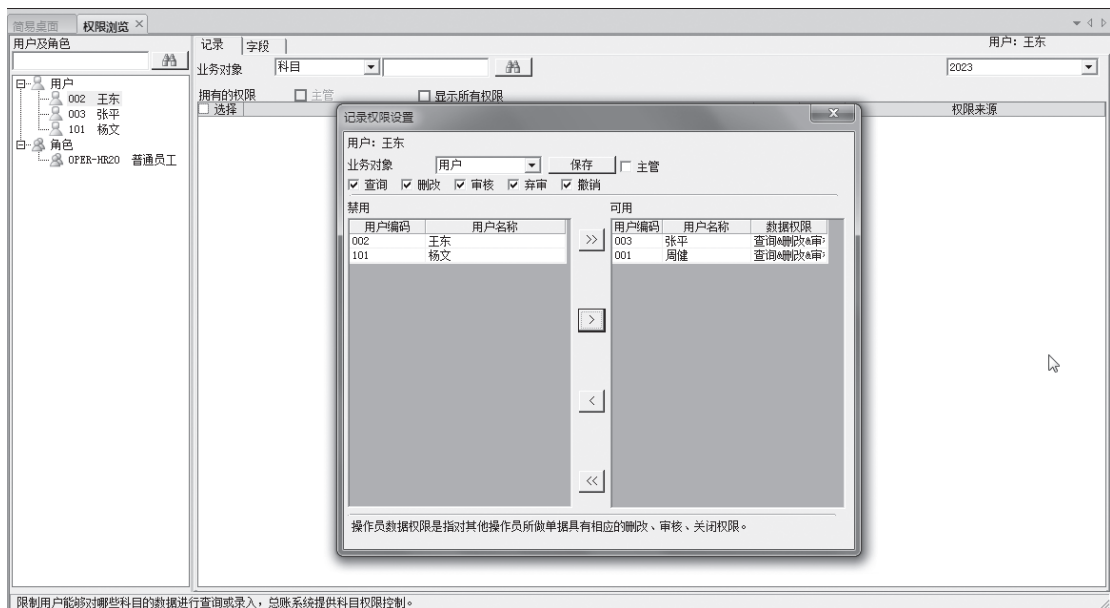 简易桌面 权限浏览
用户及角色
用户
002 王东
003 张平
101 杨文
角色
OPER-HR20 普通员工
记录 字段 用户: 王东
业务对象 科目 2023
拥有的权限 主管 显示所有权限
选择 权限来源
记录权限设置
用户: 王东
业务对象 用户 保存 主管
查询 删改 审核 弃审 撤销
禁用
用户编码 用户名称
002 王东
101 杨文
>>
>
<
<<
可用
用户编码 用户名称 数据权限
003 张平 查询&删改&审
001 周健 查询&删改&审
操作员数据权限是指对其他操作员所做单据具有相应的删改、审核、关闭权限。
限制用户能够对哪些科目的数据进行查询或录入，总账系统提供科目权限控制。